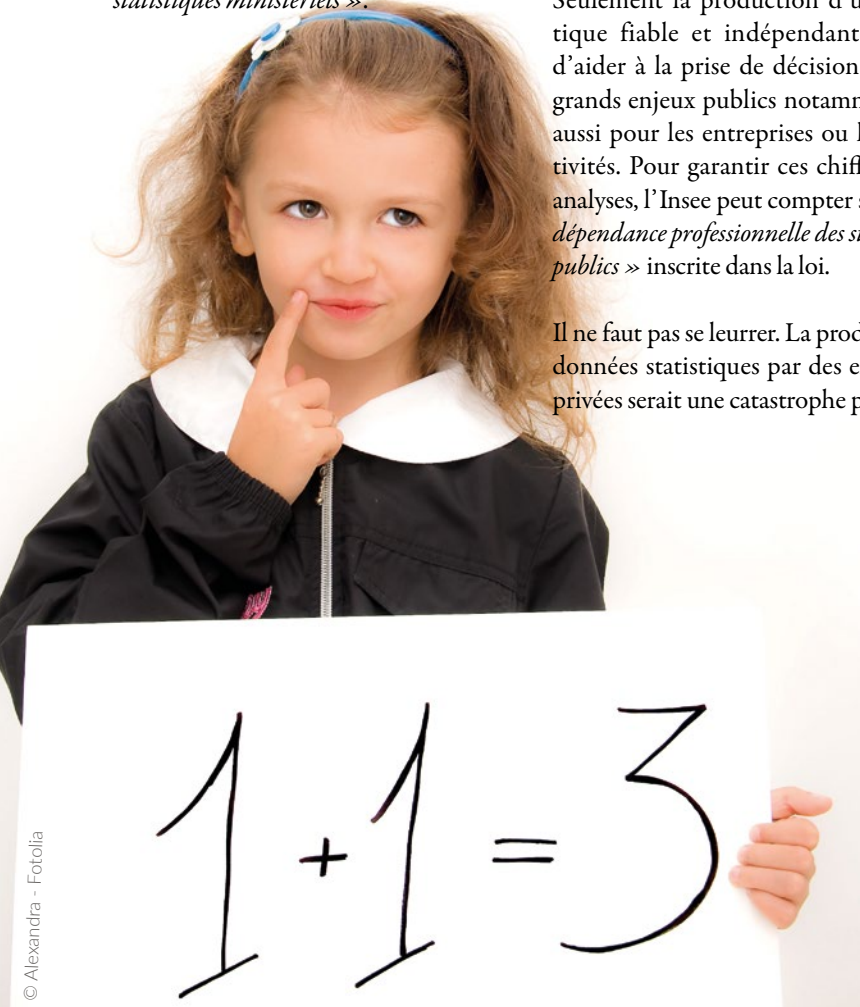 statistiques ministériels ».
Seulement la production d'u
tique fiable et indépendant
d'aider à la prise de décision
grands enjeux publics notamm
aussi pour les entreprises ou l
tivités. Pour garantir ces chiff
analyses, l'Insee peut compter s
dépendance professionnelle des s
publics » inscrite dans la loi.
Il ne faut pas se leurrer. La prod
données statistiques par des e
privées serait une catastrophe p
1 + 1 = 3
© Alexandra - Fotolia